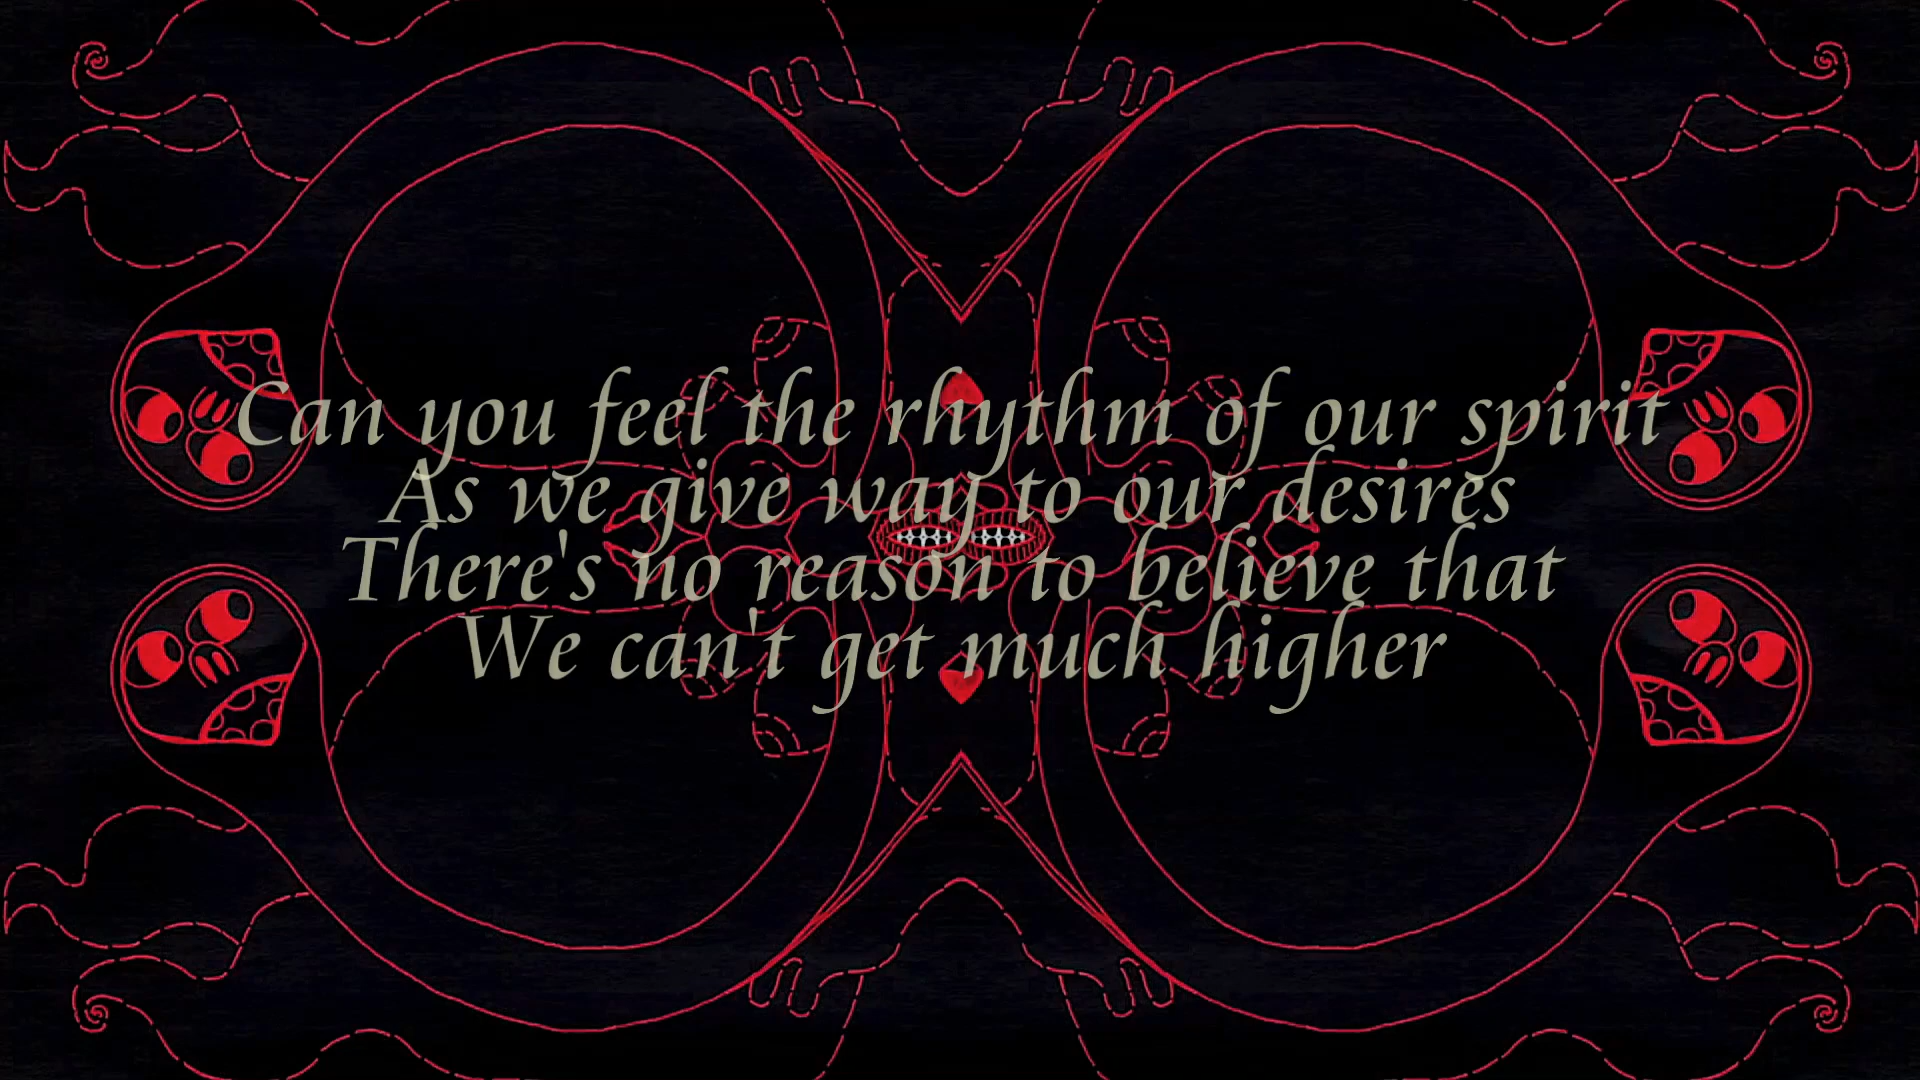 Can you feel the rhythm of our spirit
As we give way to our desires
There's no reason to believe that
We can't get much higher